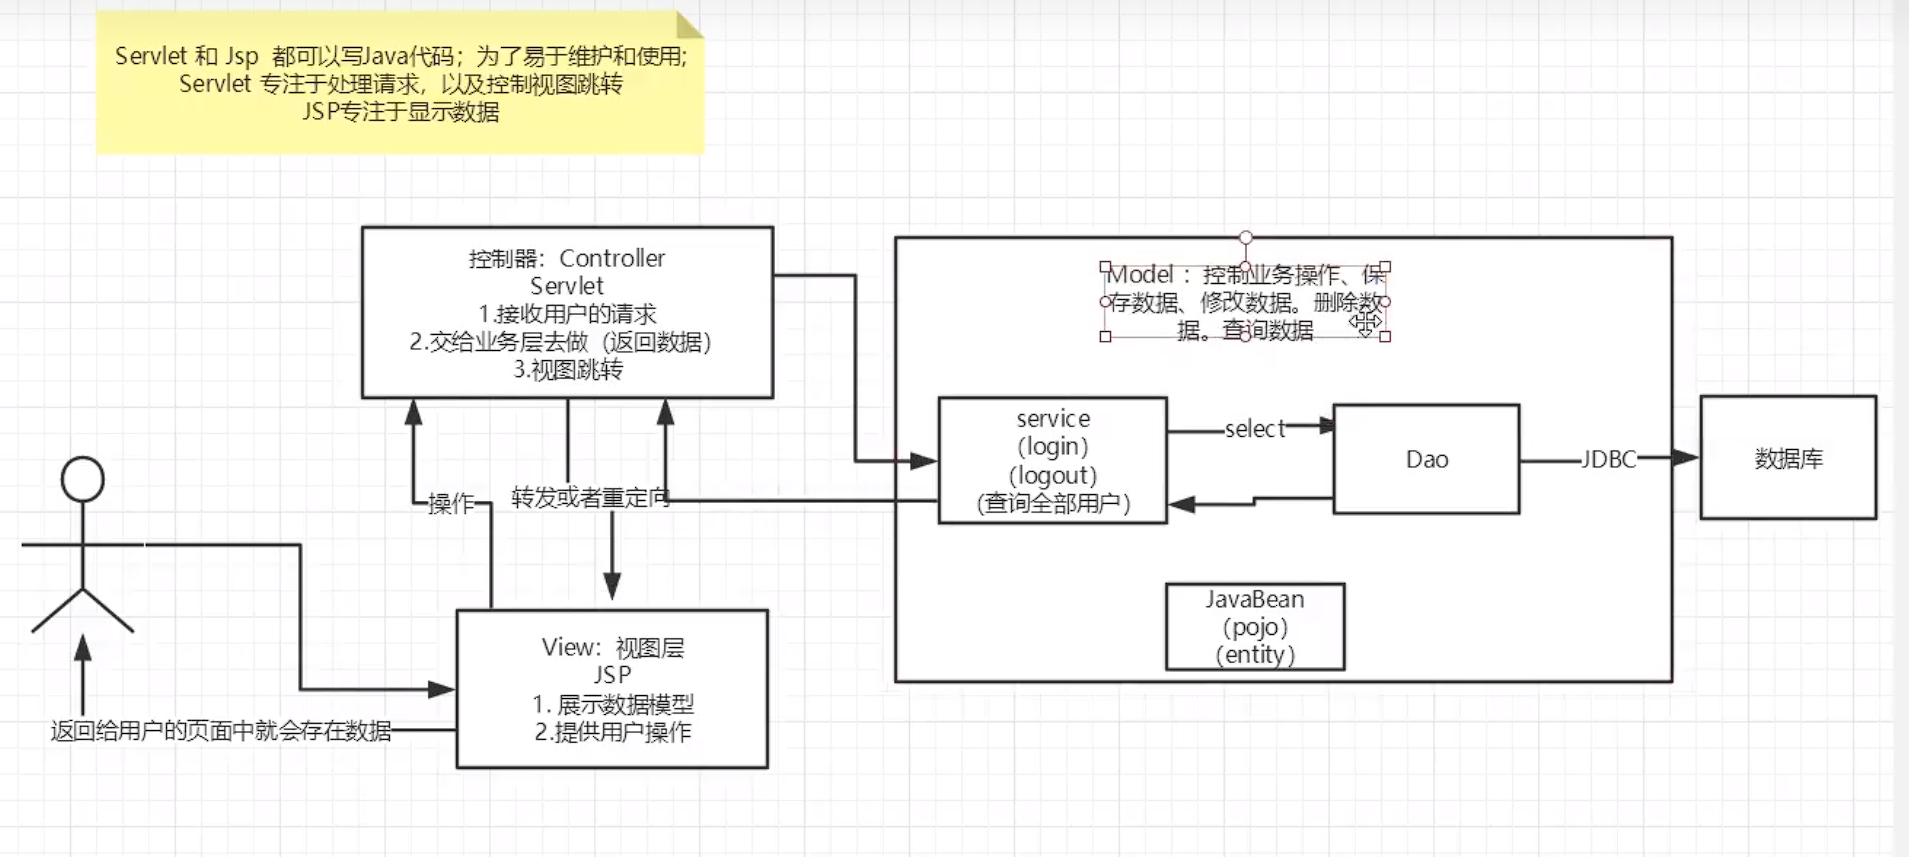 Servlet 和 Jsp 都可以写Java代码；为了易于维护和使用；
Servlet 专注于处理请求，以及控制视图跳转
JSP专注于显示数据
控制器：Controller
Servlet
1.接收用户的请求
2.交给业务层去做（返回数据）
3.视图跳转
Model ：控制业务操作、保
存数据、修改数据。删除数
据。查询数据
service
（login）
（logout）
（查询全部用户）
select
Dao
JDBC
数据库
操作
转发或者重定向
JavaBean
（pojo）
（entity）
View：视图层
JSP
1. 展示数据模型
2.提供用户操作
返回给用户的页面中就会存在数据